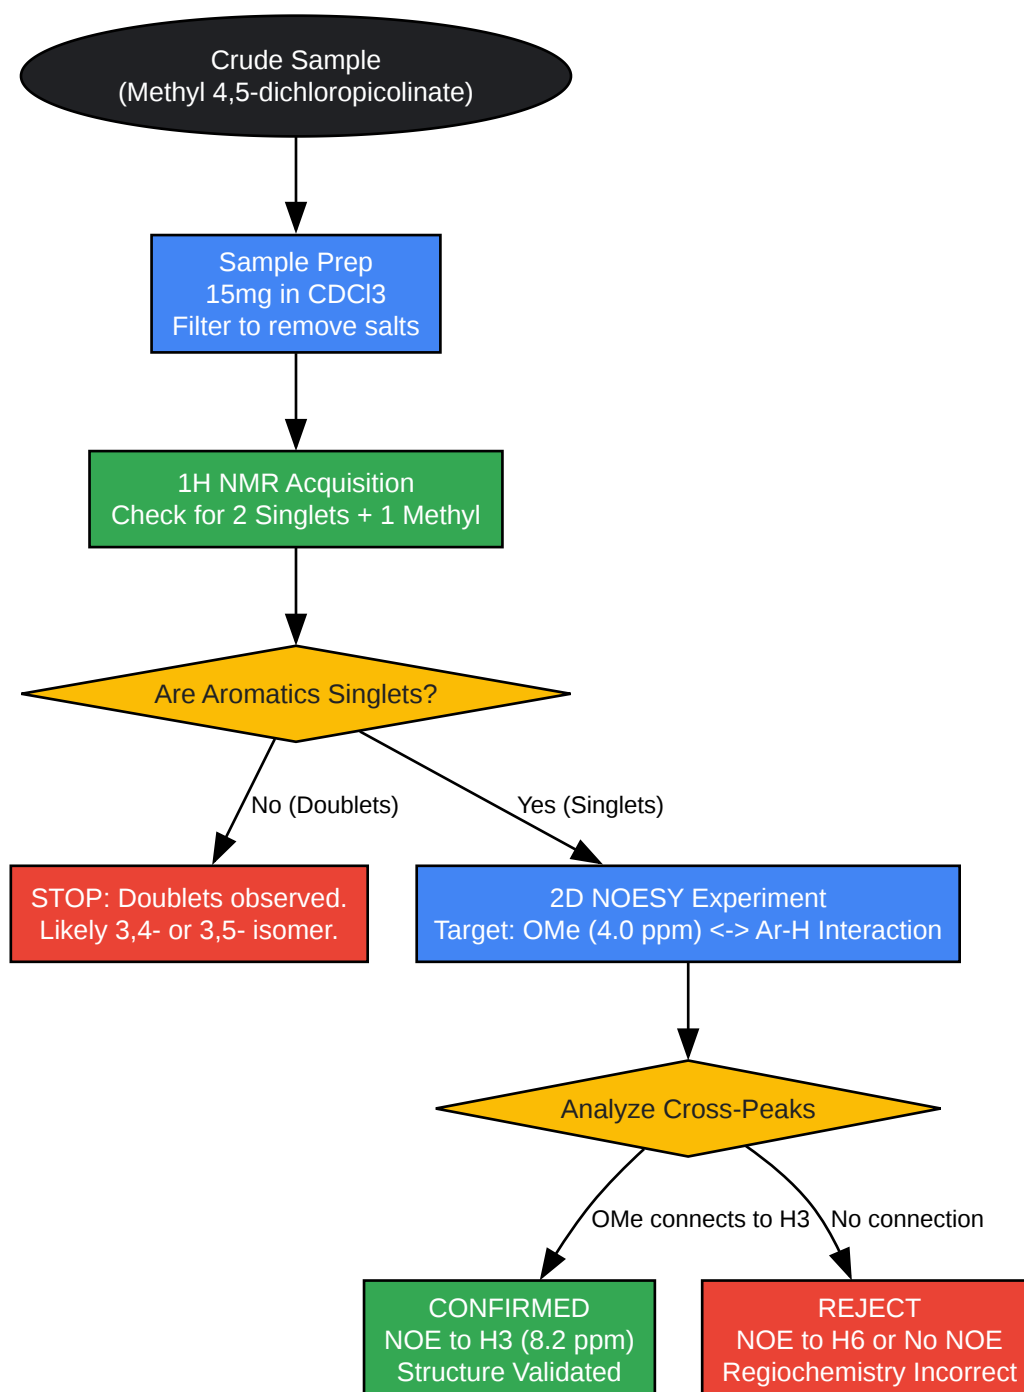 Crude Sample
(Methyl 4,5-dichloropicolinate)
Sample Prep
15mg in CDCl3
Filter to remove salts
1H NMR Acquisition
Check for 2 Singlets + 1 Methyl
Are Aromatics Singlets?
No (Doublets)
Yes (Singlets)
STOP: Doublets observed.
Likely 3,4- or 3,5- isomer.
2D NOESY Experiment
Target: OMe (4.0 ppm) <-> Ar-H Interaction
Analyze Cross-Peaks
OMe connects to H3
No connection
CONFIRMED
NOE to H3 (8.2 ppm)
Structure Validated
REJECT
NOE to H6 or No NOE
Regiochemistry Incorrect